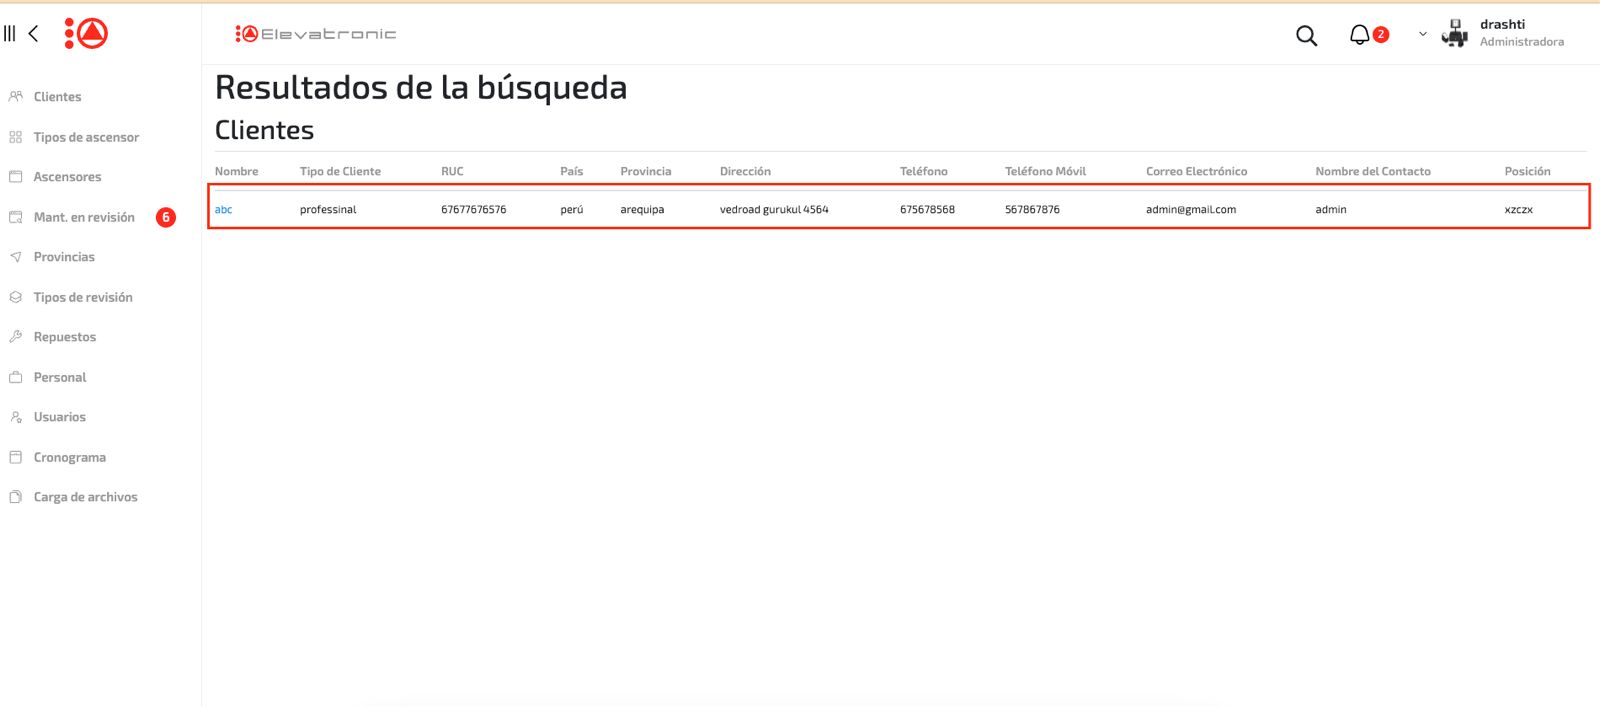 Elevatronic
2
drashti
Administradora
Clientes
Tipos de ascensor
Ascensores
Mant. en revisión 6
Provincias
Tipos de revisión
Repuestos
Personal
Usuarios
Cronograma
Carga de archivos
Resultados de la búsqueda
Clientes
Nombre Tipo de Cliente RUC País Provincia Dirección Teléfono Teléfono Móvil Correo Electrónico Nombre del Contacto Posición
abc professinal 67677676576 perú arequipa vedroad gurukul 4564 675678568 567867876 admin@gmail.com admin xzczx